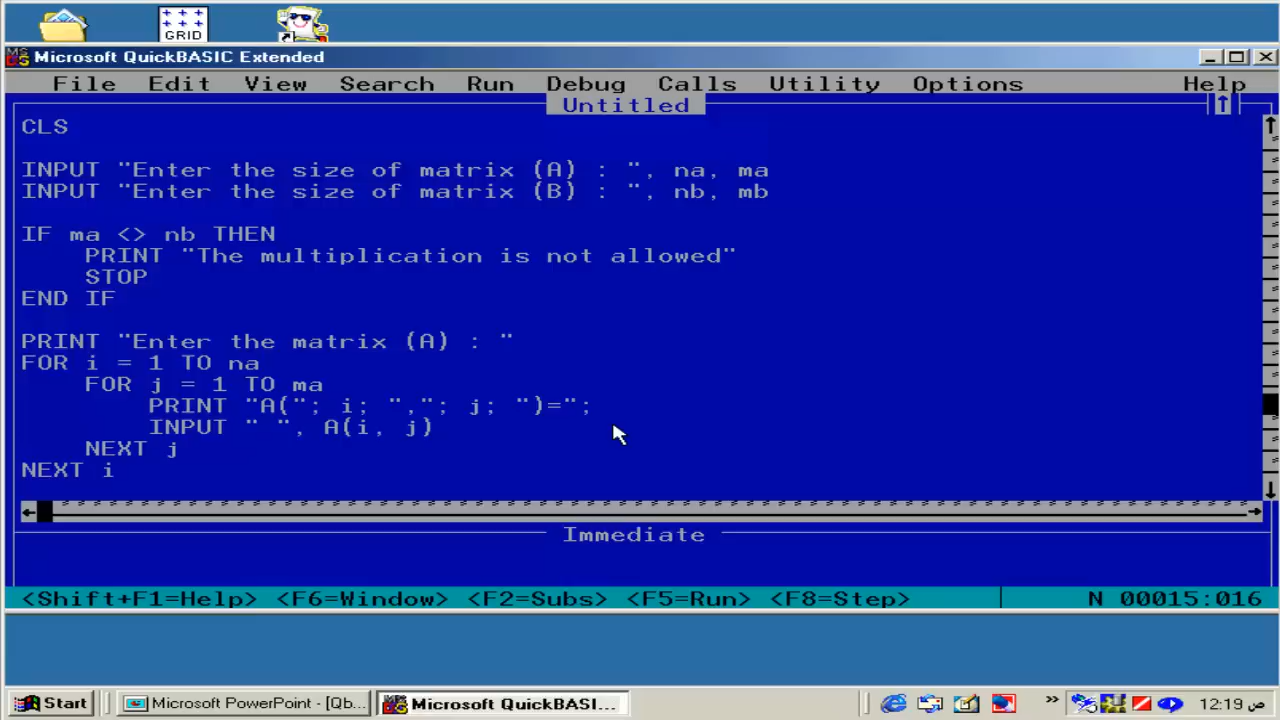 GRID
Microsoft QuickBASIC Extended
File Edit View Search Run Debug Calls Utility Options Help
Untitled
CLS
INPUT "Enter the size of matrix (A) : ", na, ma
INPUT "Enter the size of matrix (B) : ", nb, mb
IF ma <> nb THEN
PRINT "The multiplication is not allowed"
STOP
END IF
PRINT "Enter the matrix (A) : "
FOR i = 1 TO na
FOR j = 1 TO ma
PRINT "A("; i; ","; j; ")=";
INPUT " ", A(i, j)
NEXT j
NEXT i
Immediate
<Shift+F1=Help> <F6=Window> <F2=Subs> <F5=Run> <F8=Step> N 00015:016
Start Microsoft PowerPoint - [Qb... Microsoft QuickBASI... » 12:19 ص